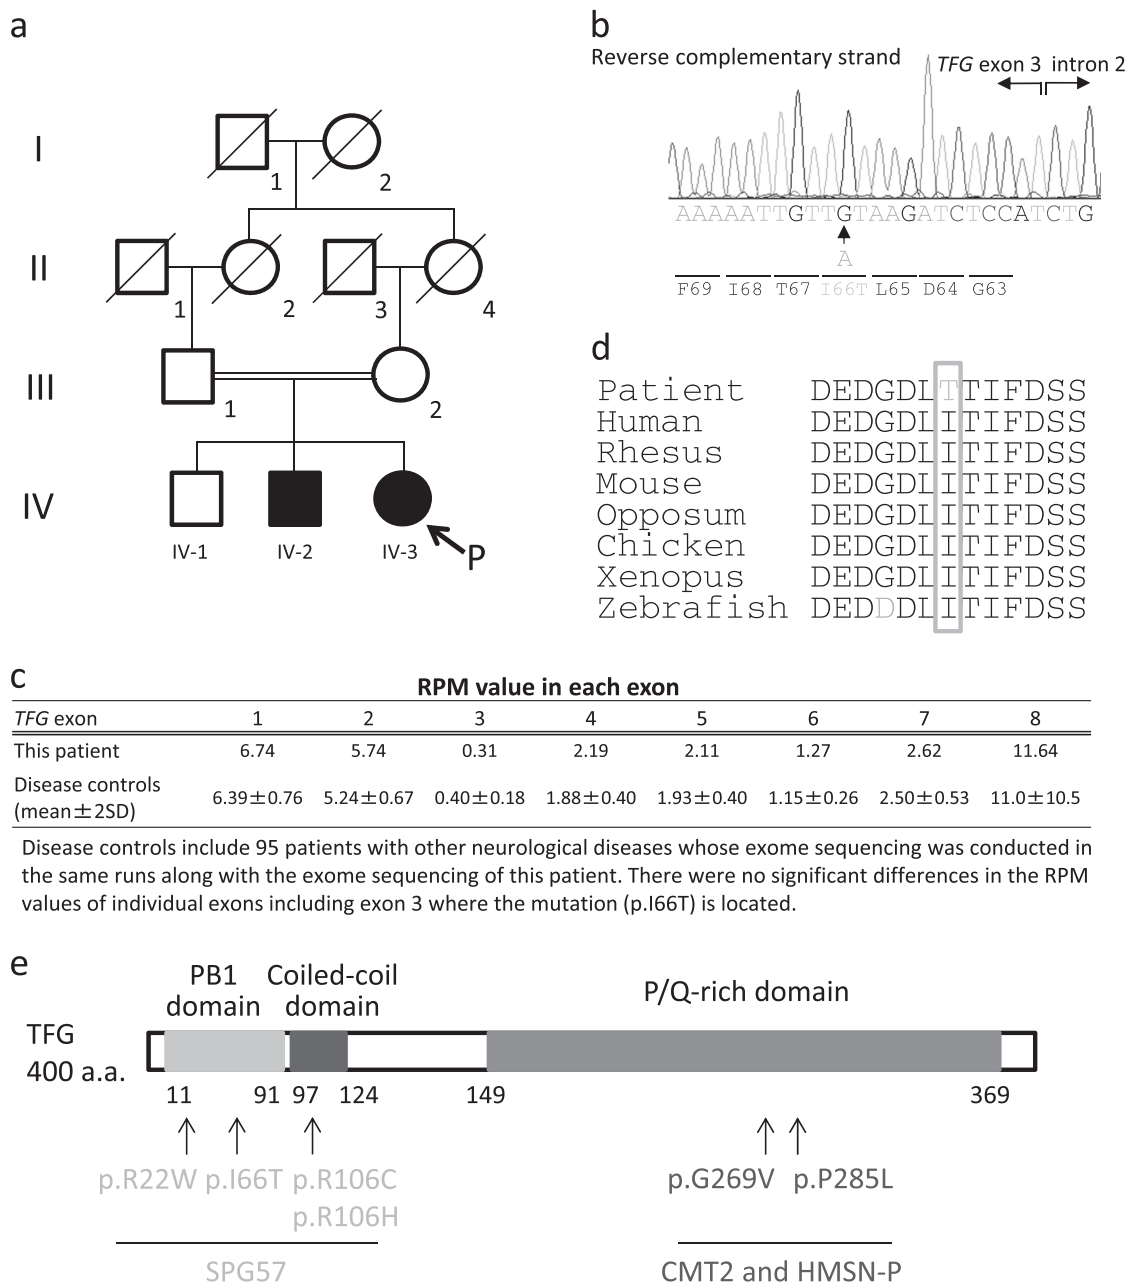 a
I
1
2
II
1
2
3
4
III
1
2
IV
IV-1
IV-2
IV-3
P
b
Reverse complementary strand
TFG exon 3 intron 2
AAAAATTGTTGTAAGATCTCCATCTG
A
F69 I68 T67 I66T L65 D64 G63
d
Patient DEDGDLTTIFDSS
Human DEDGDLITIFDSS
Rhesus DEDGDLITIFDSS
Mouse DEDGDLITIFDSS
Opposum DEDGDLITIFDSS
Chicken DEDGDLITIFDSS
Xenopus DEDGDLITIFDSS
Zebrafish DEDDDLITIFDSS
c
RPM value in each exon
TFG exon 1 2 3 4 5 6 7 8
This patient 6.74 5.74 0.31 2.19 2.11 1.27 2.62 11.64
Disease controls
(mean±2SD) 6.39±0.76 5.24±0.67 0.40±0.18 1.88±0.40 1.93±0.40 1.15±0.26 2.50±0.53 11.0±10.5
Disease controls include 95 patients with other neurological diseases whose exome sequencing was conducted in
the same runs along with the exome sequencing of this patient. There were no significant differences in the RPM
values of individual exons including exon 3 where the mutation (p.I66T) is located.
e
PB1
domain
Coiled-coil
domain
P/Q-rich domain
TFG
400 a.a.
11 91 97 124 149 369
p.R22W p.I66T p.R106C p.G269V p.P285L
p.R106H
SPG57 CMT2 and HMSN-P